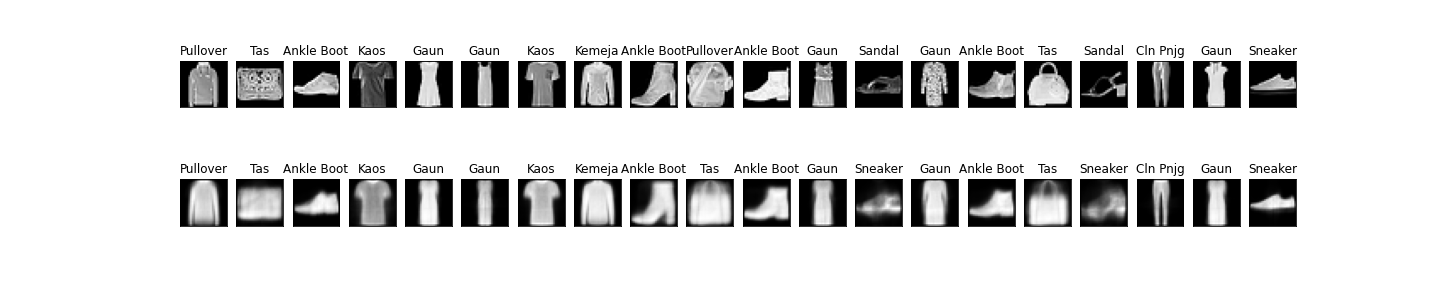 Pullover Tas Ankle Boot Kaos Gaun Gaun Kaos Kemeja Ankle Boot Pullover Ankle Boot Gaun Sandal Gaun Ankle Boot Tas Sandal Cln Pnjg Gaun Sneaker
Pullover Tas Ankle Boot Kaos Gaun Gaun Kaos Kemeja Ankle Boot Tas Ankle Boot Gaun Sneaker Gaun Ankle Boot Tas Sneaker Cln Pnjg Gaun Sneaker